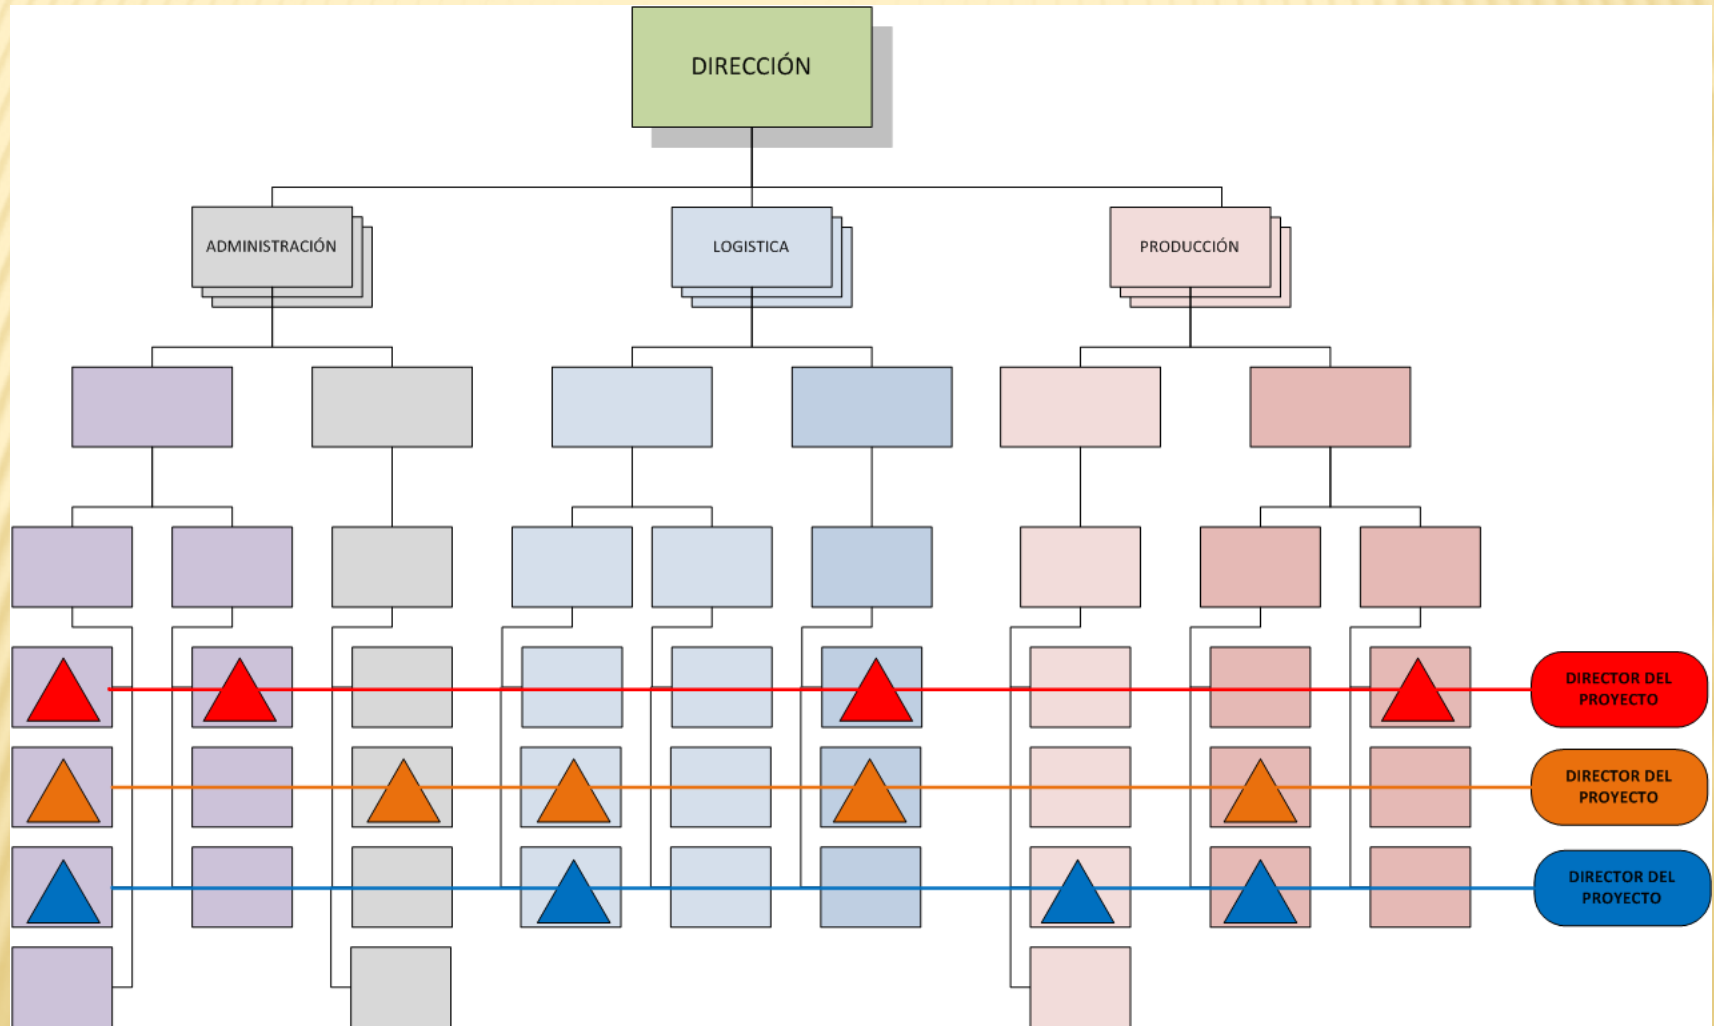 DIRECCIÓN
ADMINISTRACIÓN
LOGISTICA
PRODUCCIÓN
DIRECTOR DEL
PROYECTO
DIRECTOR DEL
PROYECTO
DIRECTOR DEL
PROYECTO